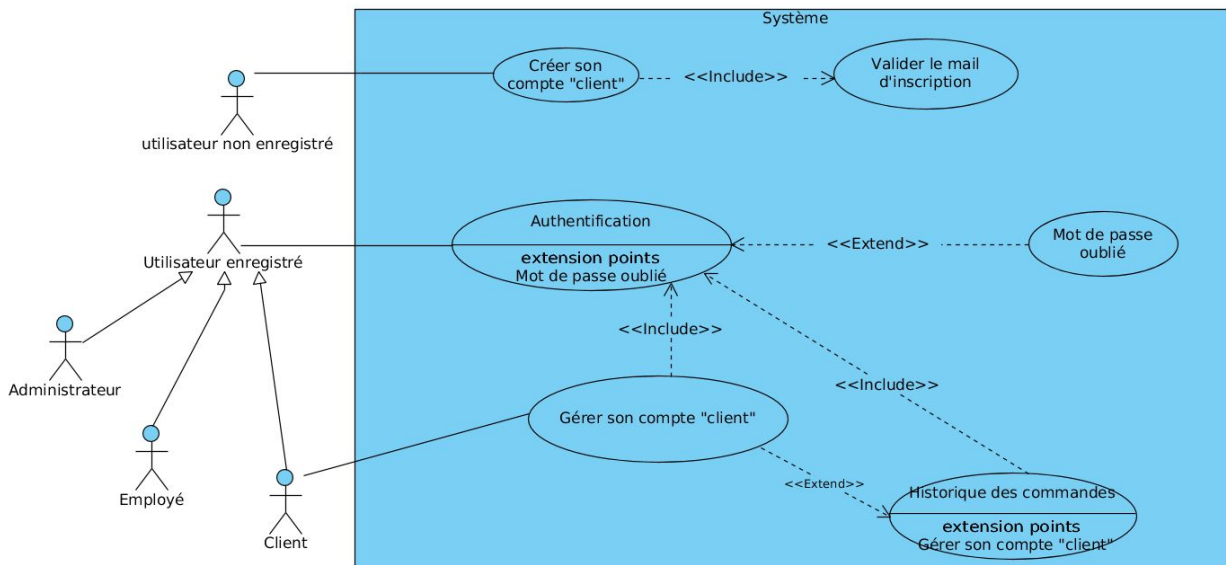 Système
Créer son
compte "client"
<<Include>>
Valider le mail
d'inscription
utilisateur non enregistré
Authentification
extension points
Mot de passe oublié
<<Extend>>
Mot de passe
oublié
Utilisateur enregistré
<<Include>>
<<Include>>
Administrateur
Gérer son compte "client"
Employé
<<Extend>>
Historique des commandes
extension points
Gérer son compte "client"
Client